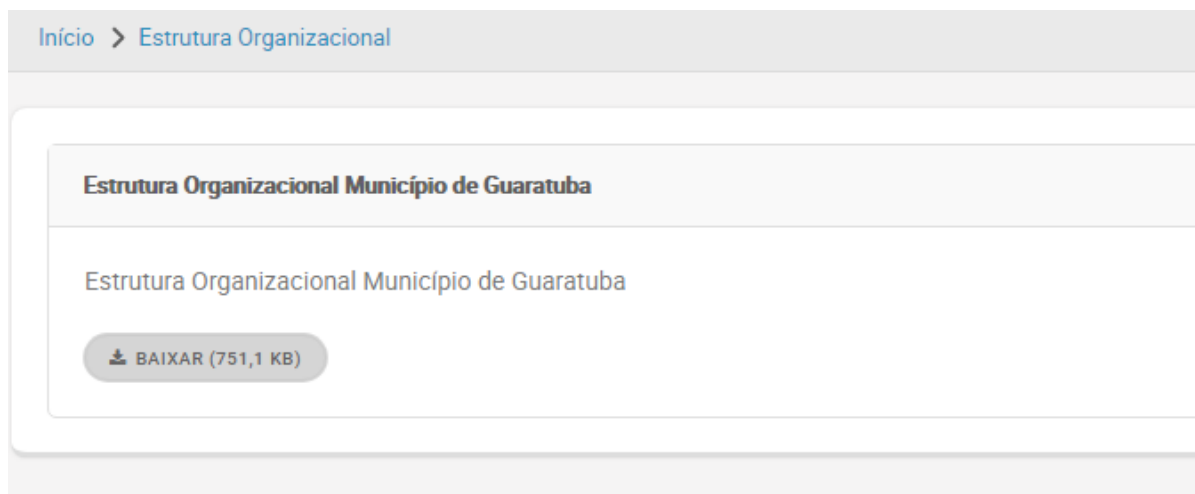 Início > Estrutura Organizacional
Estrutura Organizacional Município de Guaratuba
Estrutura Organizacional Município de Guaratuba
BAIXAR (751,1 KB)